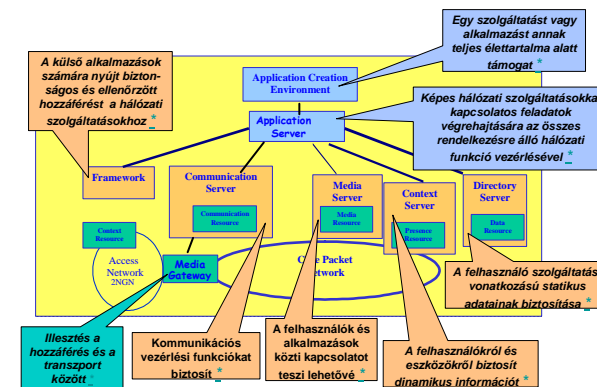 Egy szolgáltatást vagy
alkalmazást annak
teljes élettartalma alatt
támogat *
A külső alkalmazások
számára nyújt bizton-
ságos és ellenőrzött
hozzáférést a hálózati
szolgáltatásokhoz *
Application Creation
Environment
Application
Server
Képes hálózati szolgáltatásokka
kapcsolatos feladatok
végrehajtására az összes
rendelkezésre álló hálózati
funkció vezérlésével *
Framework
Communication
Server
Communication
Resource
Media
Server
Media
Resource
Context
Server
Presence
Resource
Directory
Server
Data
Resource
Context
Resource
Access
Network
2NGN
Media
Gateway
Packet
Network
A felhasználó szolgáltatás
vonatkozású statikus
adatainak biztosítása *
Illesztés a
hozzáférés és a
transzport
között *
Kommunikációs
vezérlési funkciókat
biztosít *
A felhasználók és
alkalmazások
közti kapcsolatot
teszi lehetővé *
A felhasználókról és
eszközökről biztosít
dinamikus információt *